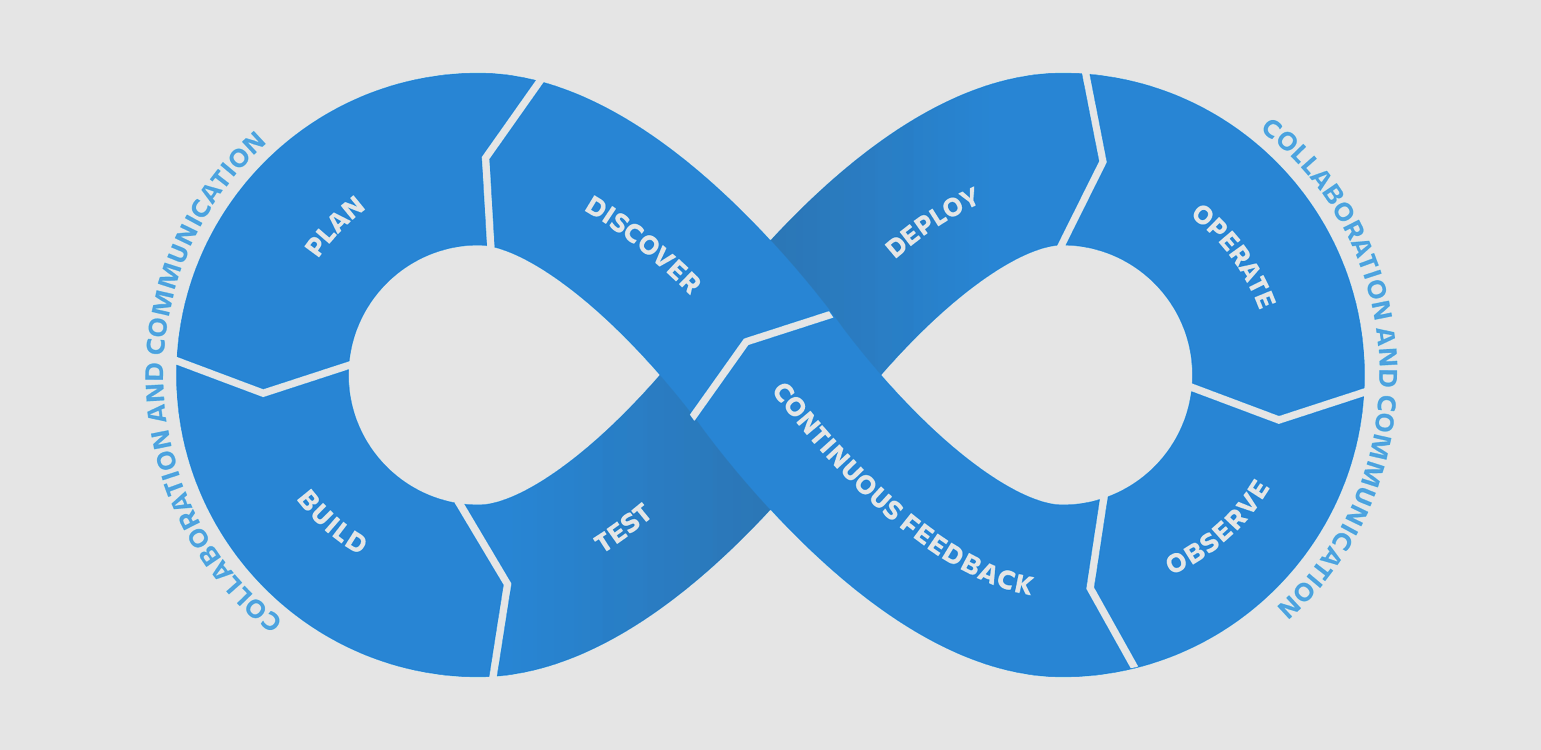 COLLABORATION AND COMMUNICATION
PLAN
DISCOVER
DEPLOY
OPERATE
COLLABORATION AND COMMUNICATION
BUILD
TEST
CONTINUOUS FEEDBACK
OBSERVE